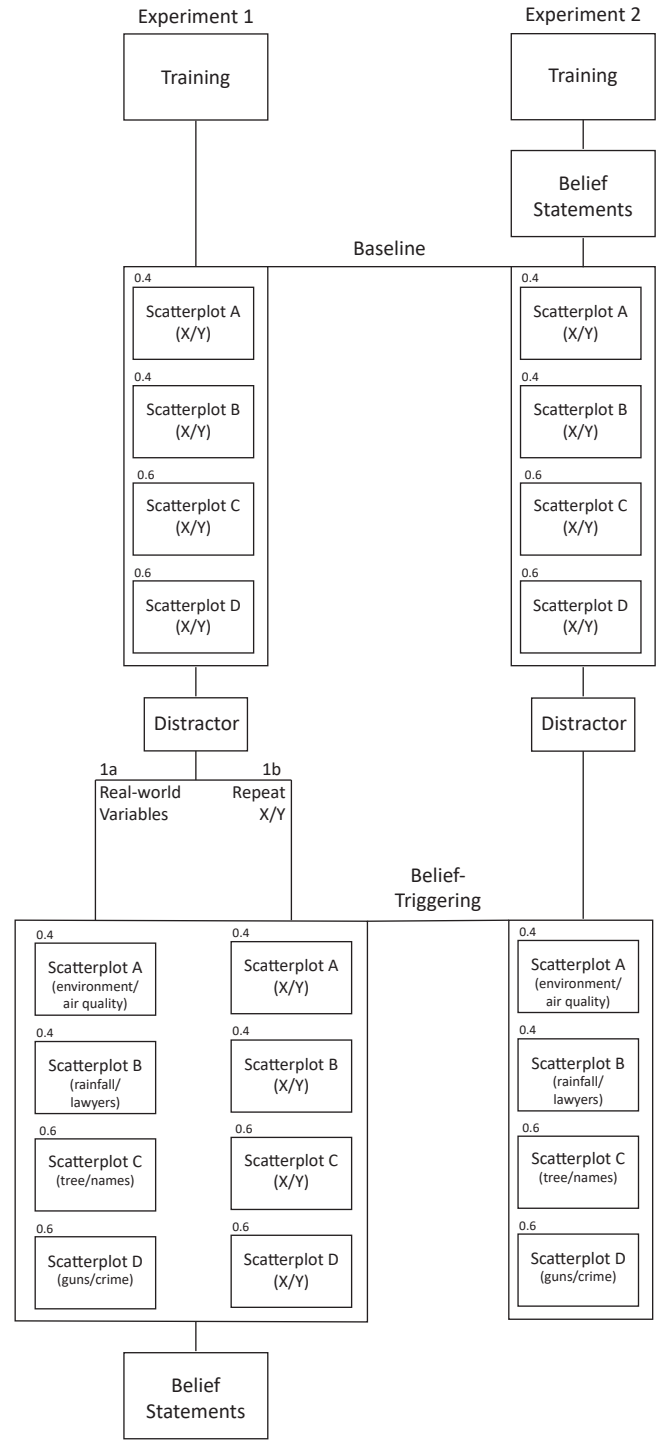 Experiment 1
Experiment 2
Training
Training
Belief
Statements
Baseline
0.4
Scatterplot A
(X/Y)
0.4
Scatterplot B
(X/Y)
0.6
Scatterplot C
(X/Y)
0.6
Scatterplot D
(X/Y)
0.4
Scatterplot A
(X/Y)
0.4
Scatterplot B
(X/Y)
0.6
Scatterplot C
(X/Y)
0.6
Scatterplot D
(X/Y)
Distractor
Distractor
1a
Real-world
Variables
1b
Repeat
X/Y
Belief-
Triggering
0.4
Scatterplot A
(environment/
air quality)
0.4
Scatterplot B
(rainfall/
lawyers)
0.6
Scatterplot C
(tree/names)
0.6
Scatterplot D
(guns/crime)
0.4
Scatterplot A
(X/Y)
0.4
Scatterplot B
(X/Y)
0.6
Scatterplot C
(X/Y)
0.6
Scatterplot D
(X/Y)
0.4
Scatterplot A
(environment/
air quality)
0.4
Scatterplot B
(rainfall/
lawyers)
0.6
Scatterplot C
(tree/names)
0.6
Scatterplot D
(guns/crime)
Belief
Statements